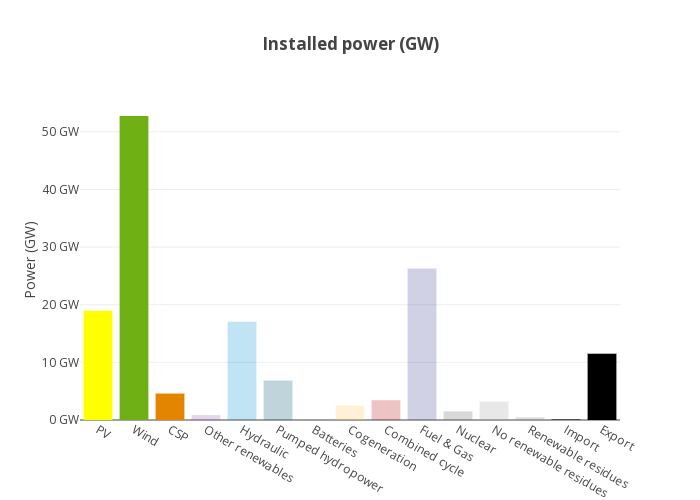 Installed power (GW)
Power (GW)
50 GW
40 GW
30 GW
20 GW
10 GW
0 GW
PV
Wind
CSP
Other renewables
Hydraulic
Pumped hydropower
Batteries
Cogeneration
Combined cycle
Fuel & Gas
Nuclear
No renewable residues
Renewable residues
Import
Export